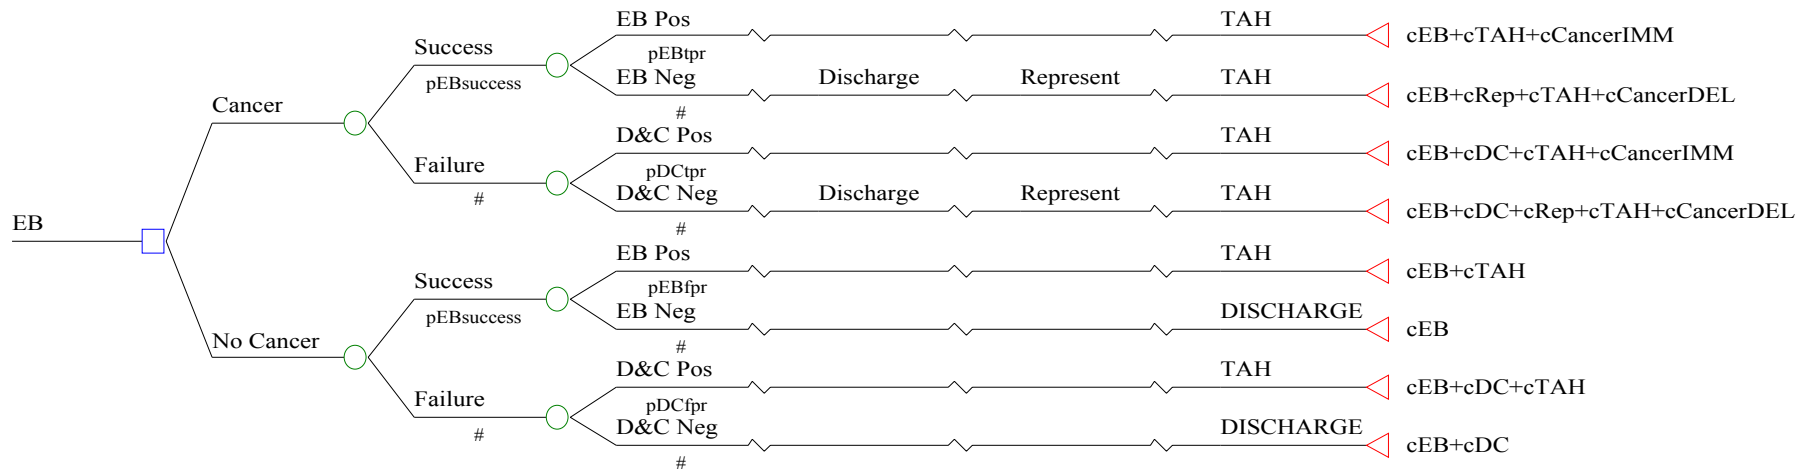 EB Pos TAH
cEB+cTAH+cCancerIMM
Success
pEBtpr
pEBsuccess
EB Neg Discharge Represent TAH
#
cEB+cRep+cTAH+cCancerDEL
Cancer
D&C Pos TAH
cEB+cDC+cTAH+cCancerIMM
Failure
#
pDCtpr
D&C Neg Discharge Represent TAH
#
cEB+cDC+cRep+cTAH+cCancerDEL
EB
EB Pos TAH
cEB+cTAH
Success
pEBfpr
pEBsuccess
EB Neg DISCHARGE
#
cEB
No Cancer
D&C Pos TAH
cEB+cDC+cTAH
Failure
#
pDCfpr
D&C Neg DISCHARGE
#
cEB+cDC